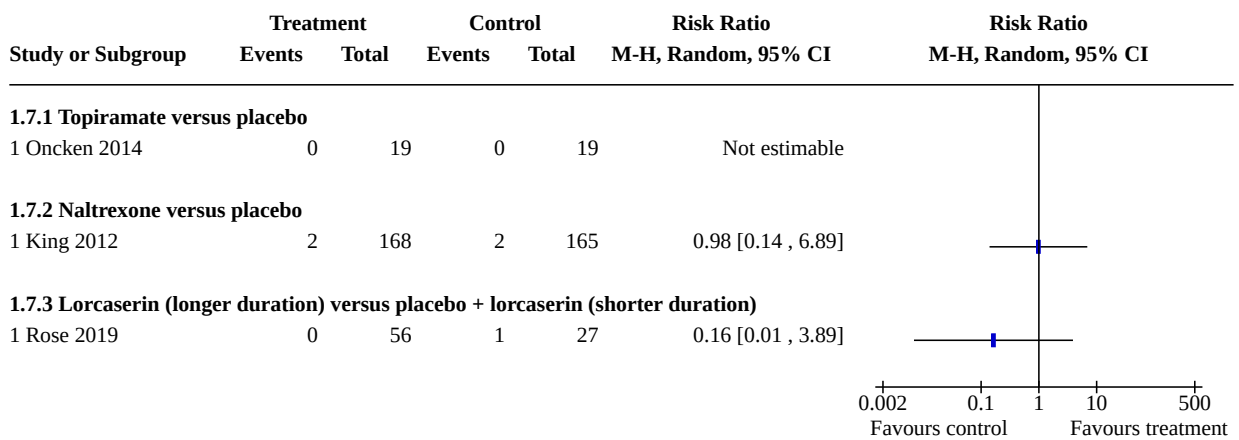 Treatment Control Risk Ratio Risk Ratio
Study or Subgroup Events Total Events Total M-H, Random, 95% CI M-H, Random, 95% CI
1.7.1 Topiramate versus placebo
1 Oncken 2014 0 19 0 19 Not estimable
1.7.2 Naltrexone versus placebo
1 King 2012 2 168 2 165 0.98 [0.14 , 6.89]
1.7.3 Lorcaserin (longer duration) versus placebo + lorcaserin (shorter duration)
1 Rose 2019 0 56 1 27 0.16 [0.01 , 3.89]
0.002 0.1 1 10 500
Favours control Favours treatment